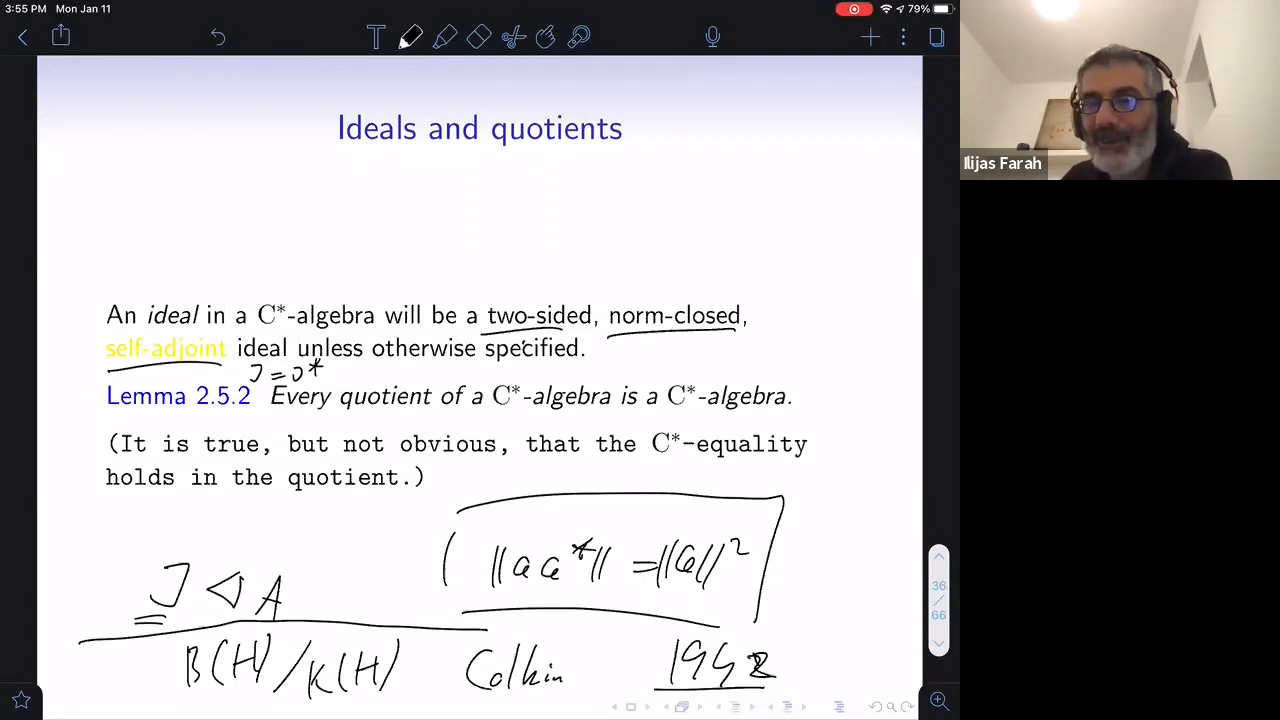 3:55 PM Mon Jan 11
79%
Ideals and quotients
Ilijas Farah
An ideal in a C*-algebra will be a two-sided, norm-closed,
self-adjoint ideal unless otherwise specified.
J = J*
Lemma 2.5.2 Every quotient of a C*-algebra is a C*-algebra.
(It is true, but not obvious, that the C*-equality
holds in the quotient.)
||aa*|| = ||a||²
J ◁ A
B(H)/K(H) Calkin
36
/
66